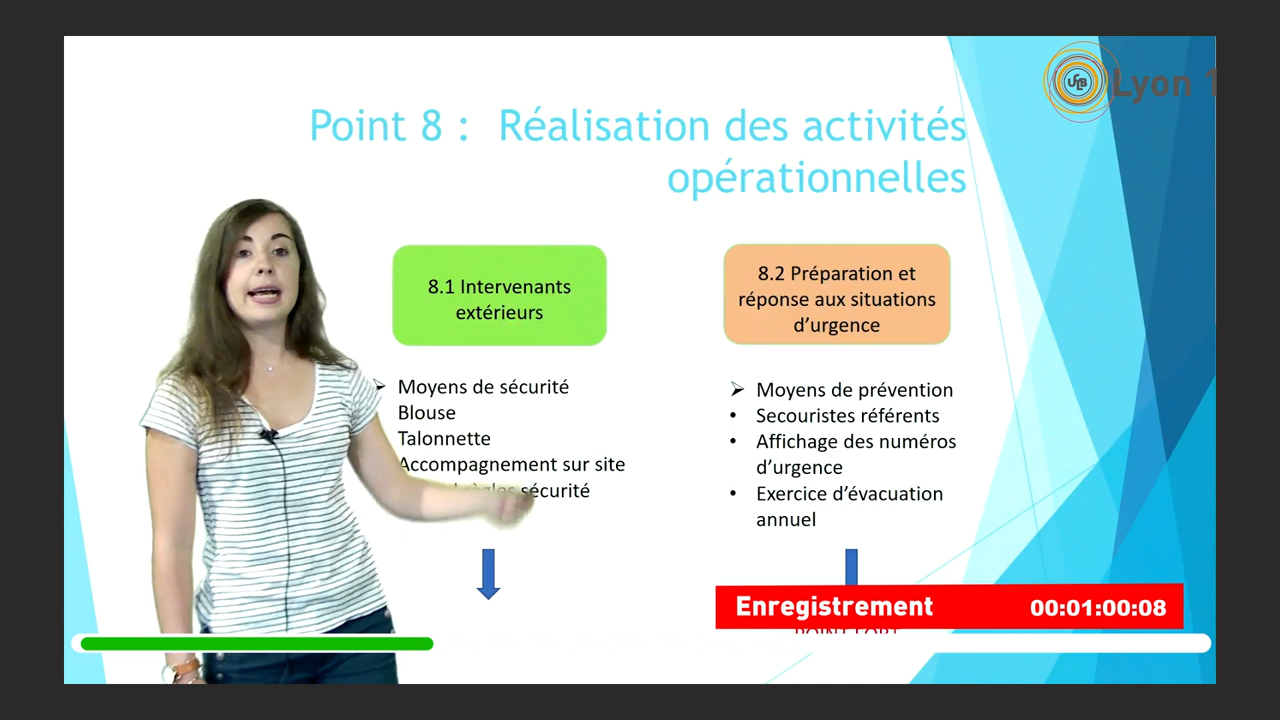 UCBL
Lyon 1
Point 8 : Réalisation des activités
opérationnelles
8.1 Intervenants
extérieurs
Moyens de sécurité
Blouse
Talonnette
Accompagnement sur site
sécurité
8.2 Préparation et
réponse aux situations
d’urgence
Moyens de prévention
• Secouristes référents
• Affichage des numéros
d’urgence
• Exercice d’évacuation
annuel
Enregistrement 00:01:00:08